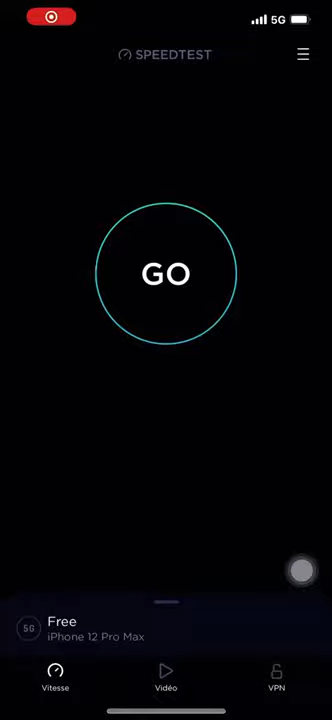 5G
SPEEDTEST
GO
5G
Free
iPhone 12 Pro Max
Vitesse
Vidéo
VPN